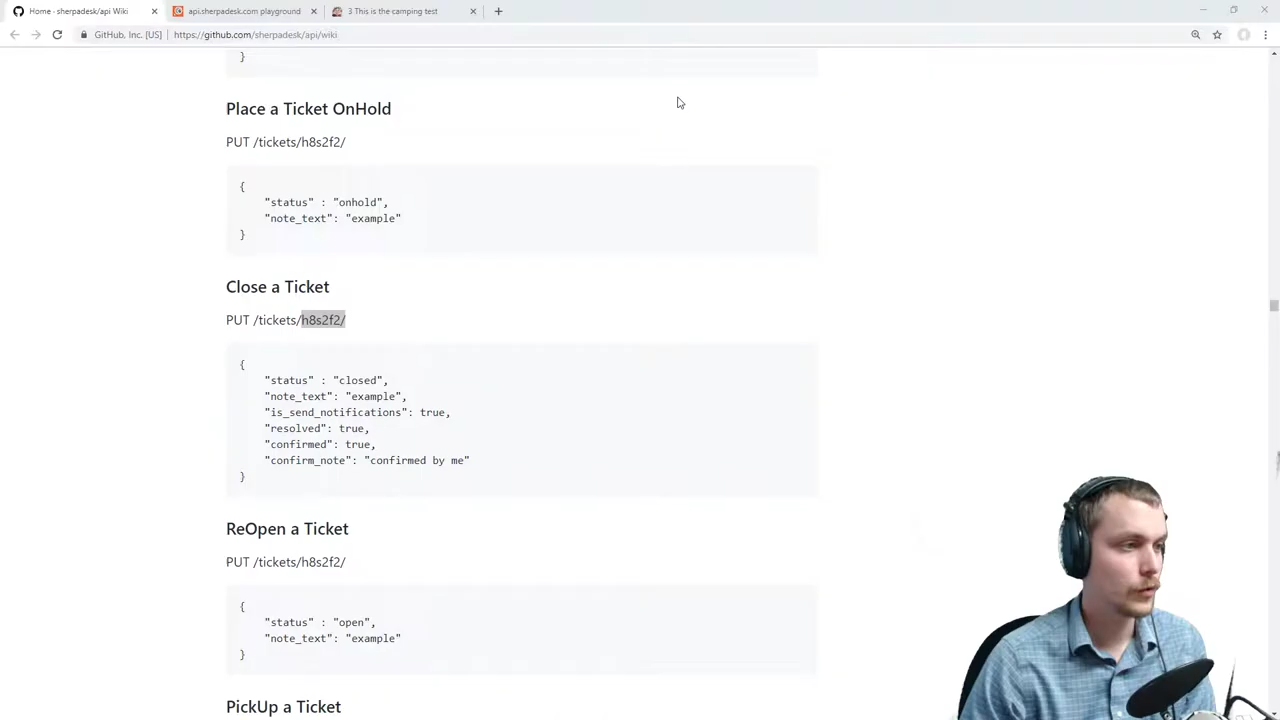 Home · sherpadesk/api Wiki
api.sherpadesk.com playground
3 This is the camping test
GitHub, Inc. [US]
https://github.com/sherpadesk/api/wiki
}
Place a Ticket OnHold
PUT /tickets/h8s2f2/
{
"status" : "onhold",
"note_text": "example"
}
Close a Ticket
PUT /tickets/h8s2f2/
{
"status" : "closed",
"note_text": "example",
"is_send_notifications": true,
"resolved": true,
"confirmed": true,
"confirm_note": "confirmed by me"
}
ReOpen a Ticket
PUT /tickets/h8s2f2/
{
"status" : "open",
"note_text": "example"
}
PickUp a Ticket